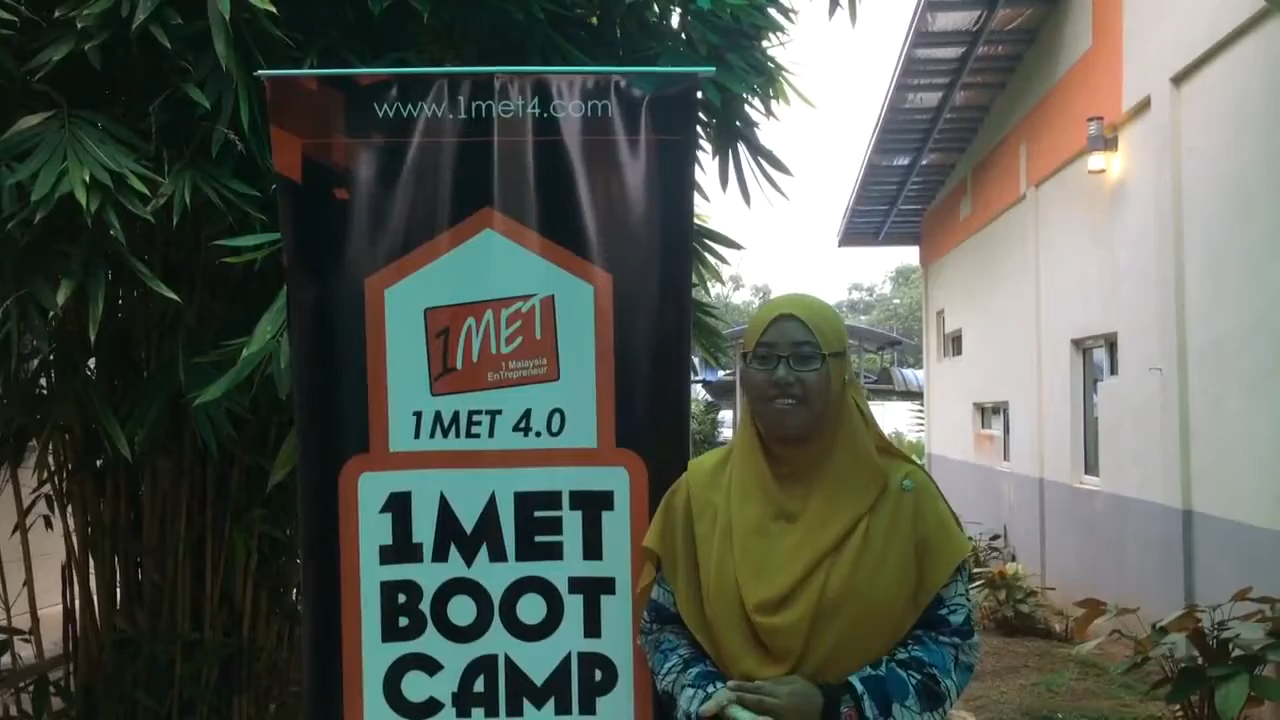 www.1met4.com
1MET
1 Malaysia
EnTrepreneur
1MET 4.0
1MET
BOOT
CAMP